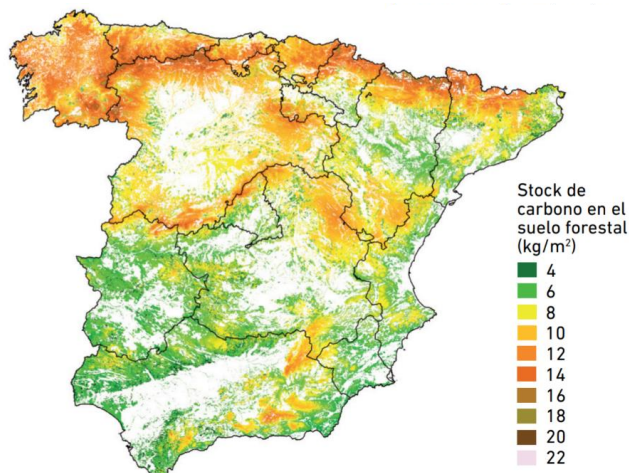 Stock de
carbono en el
suelo forestal
(kg/m²)
4
6
8
10
12
14
16
18
20
22